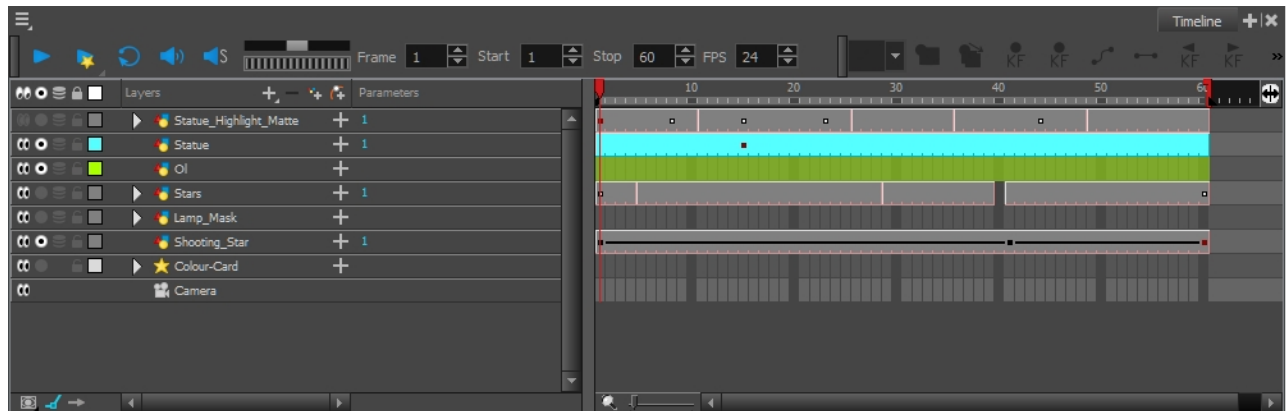 Timeline
S Frame 1 Start 1 Stop 60 FPS 24 KF KF KF KF
Layers Parameters
10 20 30 40 50 60
Statue_Highlight_Matte 1
Statue 1
Ol
Stars 1
Lamp_Mask
Shooting_Star 1
Colour-Card
Camera